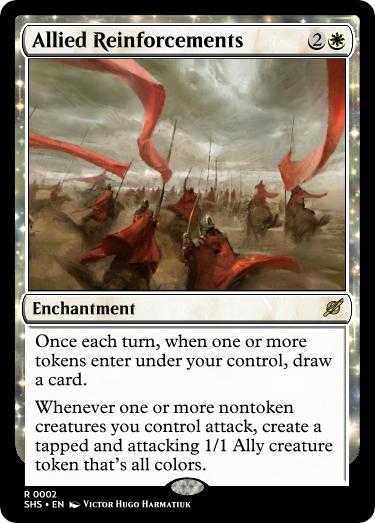 Allied Reinforcements 2
Enchantment
Once each turn, when one or more
tokens enter under your control, draw
a card.
Whenever one or more nontoken
creatures you control attack, create a
tapped and attacking 1/1 Ally creature
token that's all colors.
R 0002
SHS • EN Victor Hugo Harmatiuk